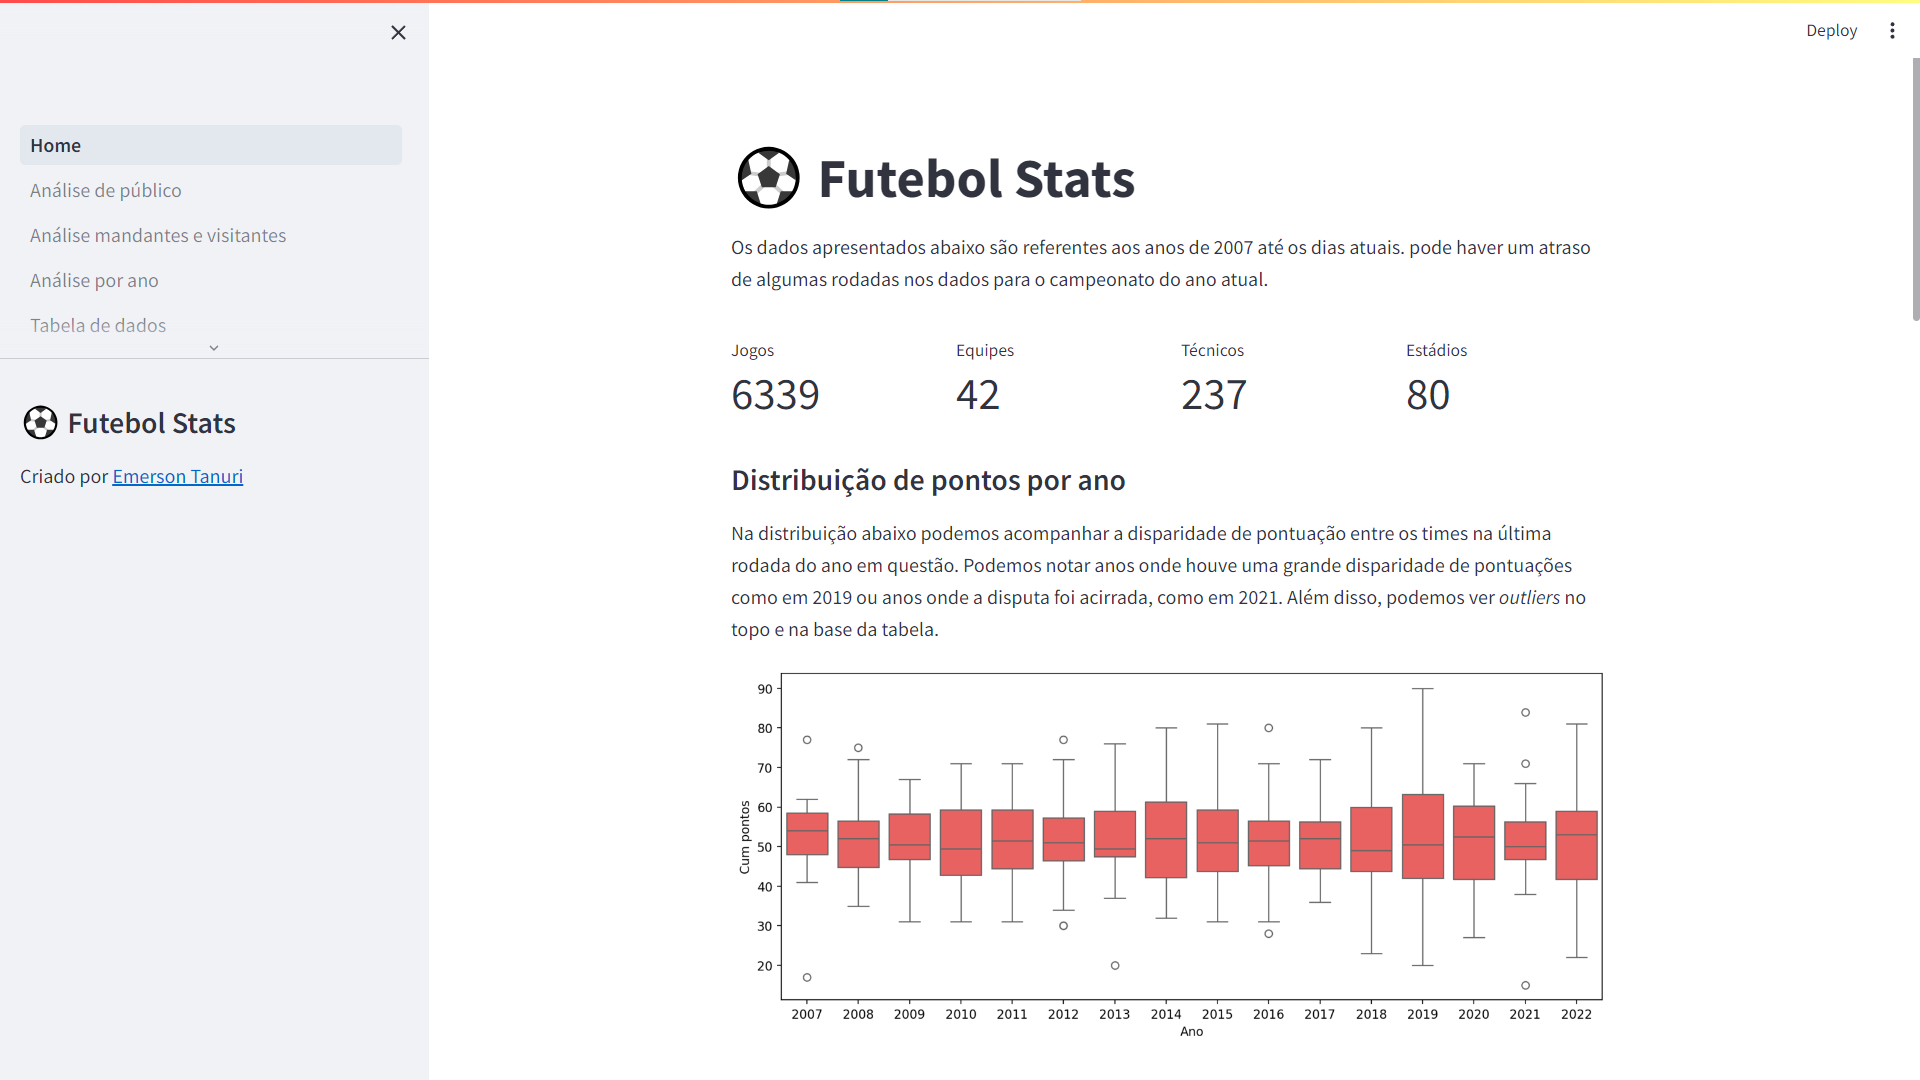 Deploy
Home
Análise de público
Análise mandantes e visitantes
Análise por ano
Tabela de dados
Futebol Stats
Criado por Emerson Tanuri
Futebol Stats
Os dados apresentados abaixo são referentes aos anos de 2007 até os dias atuais. pode haver um atraso
de algumas rodadas nos dados para o campeonato do ano atual.
Jogos Equipes Técnicos Estádios
6339 42 237 80
Distribuição de pontos por ano
Na distribuição abaixo podemos acompanhar a disparidade de pontuação entre os times na última
rodada do ano em questão. Podemos notar anos onde houve uma grande disparidade de pontuações
como em 2019 ou anos onde a disputa foi acirrada, como em 2021. Além disso, podemos ver outliers no
topo e na base da tabela.
90
80
70
60
50
40
30
20
Cum pontos
2007 2008 2009 2010 2011 2012 2013 2014 2015 2016 2017 2018 2019 2020 2021 2022
Ano